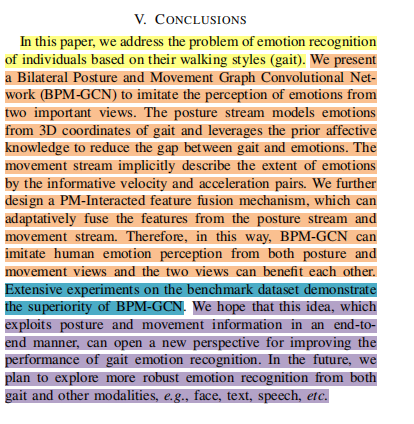 V. CONCLUSIONS
In this paper, we address the problem of emotion recognition
of individuals based on their walking styles (gait). We present
a Bilateral Posture and Movement Graph Convolutional Net-
work (BPM-GCN) to imitate the perception of emotions from
two important views. The posture stream models emotions
from 3D coordinates of gait and leverages the prior affective
knowledge to reduce the gap between gait and emotions. The
movement stream implicitly describe the extent of emotions
by the informative velocity and acceleration pairs. We further
design a PM-Interacted feature fusion mechanism, which can
adaptatively fuse the features from the posture stream and
movement stream. Therefore, in this way, BPM-GCN can
imitate human emotion perception from both posture and
movement views and the two views can benefit each other.
Extensive experiments on the benchmark dataset demonstrate
the superiority of BPM-GCN. We hope that this idea, which
exploits posture and movement information in an end-to-
end manner, can open a new perspective for improving the
performance of gait emotion recognition. In the future, we
plan to explore more robust emotion recognition from both
gait and other modalities, e.g., face, text, speech, etc.